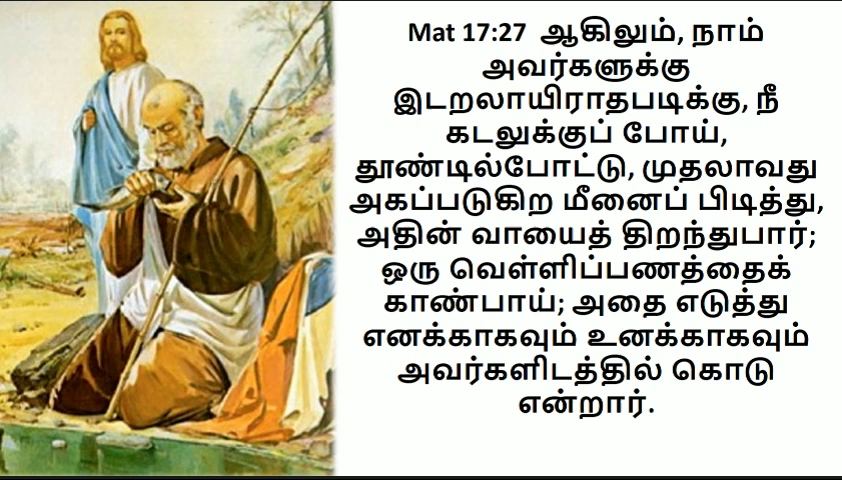 Mat 17:27 ஆகிலும், நாம்
அவர்களுக்கு
இடறலாயிராதபடிக்கு, நீ
கடலுக்குப் போய்,
தூண்டில்போட்டு, முதலாவது
அகப்படுகிற மீனைப் பிடித்து,
அதின் வாயைத் திறந்துபார்;
ஒரு வெள்ளிப்பணத்தைக்
காண்பாய்; அதை எடுத்து
எனக்காகவும் உனக்காகவும்
அவர்களிடத்தில் கொடு
என்றார்.